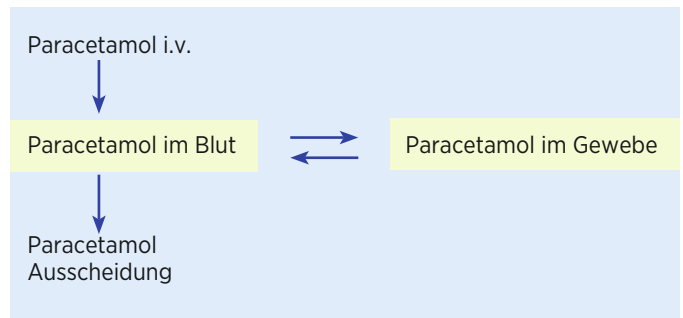 Paracetamol i.v.
Paracetamol im Blut
Paracetamol im Gewebe
Paracetamol
Ausscheidung